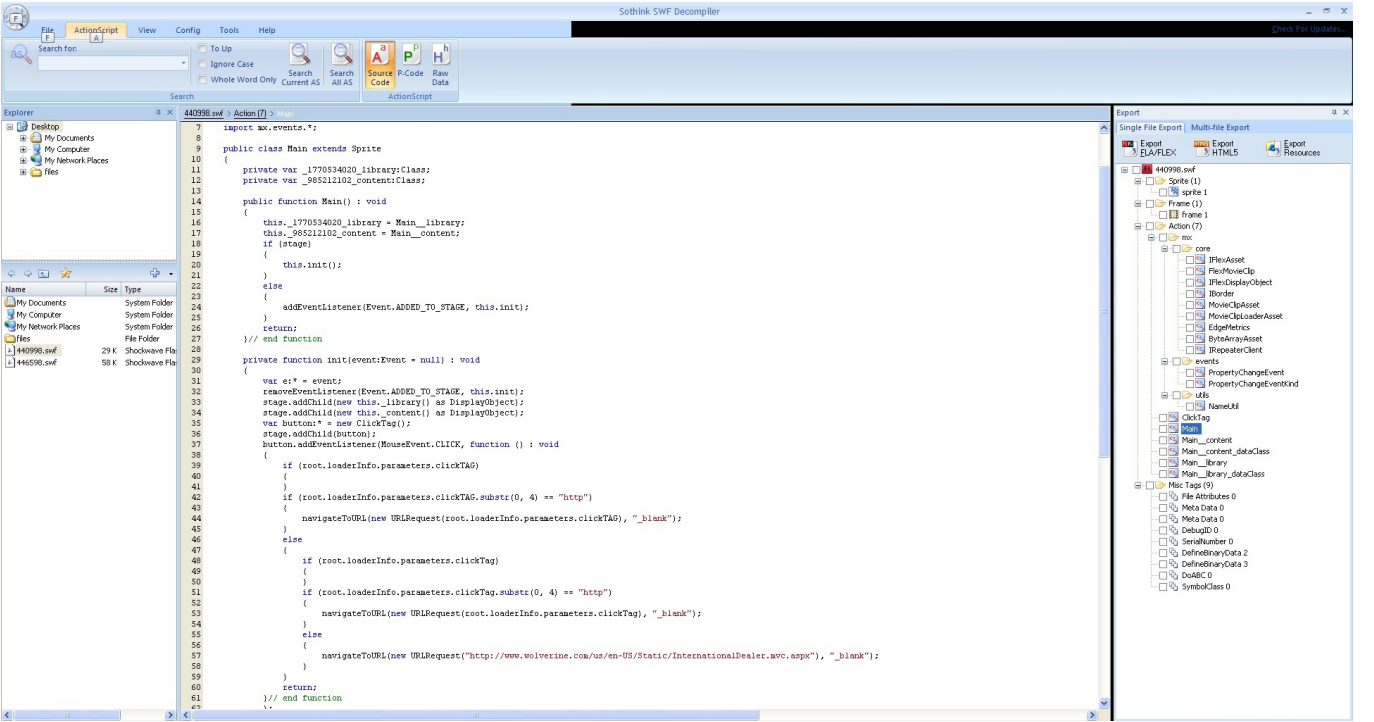 Sothink SWF Decompiler
File ActionScript View Config Tools Help
F A
Check For Updates...
Search for:
To Up
Ignore Case
Whole Word Only
Search Current AS
Search All AS
Source Code
P-Code
Raw Data
Search
ActionScript
Explorer
Desktop
My Documents
My Computer
My Network Places
files
Name Size Type
My Documents System Folder
My Computer System Folder
My Network Places System Folder
files File Folder
440998.swf 29 K Shockwave Fla
446598.swf 58 K Shockwave Fla
440998.swf > Action (7) > Main
7 import mx.events.*;
8
9 public class Main extends Sprite
10 {
11 private var _1770534020_library:Class;
12 private var _985212102_content:Class;
13
14 public function Main() : void
15 {
16 this._1770534020_library = Main__library;
17 this._985212102_content = Main__content;
18 if (stage)
19 {
20 this.init();
21 }
22 else
23 {
24 addEventListener(Event.ADDED_TO_STAGE, this.init);
25 }
26 return;
27 }// end function
28
29 private function init(event:Event = null) : void
30 {
31 var e:* = event;
32 removeEventListener(Event.ADDED_TO_STAGE, this.init);
33 stage.addChild(new this._library() as DisplayObject);
34 stage.addChild(new this._content() as DisplayObject);
35 var button:* = new ClickTag();
36 stage.addChild(button);
37 button.addEventListener(MouseEvent.CLICK, function () : void
38 {
39 if (root.loaderInfo.parameters.clickTAG)
40 {
41 }
42 if (root.loaderInfo.parameters.clickTAG.substr(0, 4) == "http")
43 {
44 navigateToURL(new URLRequest(root.loaderInfo.parameters.clickTAG), "_blank");
45 }
46 else
47 {
48 if (root.loaderInfo.parameters.clickTag)
49 {
50 }
51 if (root.loaderInfo.parameters.clickTag.substr(0, 4) == "http")
52 {
53 navigateToURL(new URLRequest(root.loaderInfo.parameters.clickTag), "_blank");
54 }
55 else
56 {
57 navigateToURL(new URLRequest("http://www.wolverine.com/us/en-US/Static/InternationalDealer.mvc.aspx"), "_blank");
58 }
59 }
60 return;
61 }// end function
62 );
Export
Single File Export Multi-file Export
Export FLA/FLEX
Export HTML5
Export Resources
440998.swf
Sprite (1)
sprite 1
Frame (1)
frame 1
Action (7)
mx
core
IFlexAsset
FlexMovieClip
IFlexDisplayObject
IBorder
MovieClipAsset
MovieClipLoaderAsset
EdgeMetrics
ByteArrayAsset
IRepeaterClient
events
PropertyChangeEvent
PropertyChangeEventKind
utils
NameUtil
ClickTag
Main
Main__content
Main__content_dataClass
Main__library
Main__library_dataClass
Misc Tags (9)
File Attributes 0
Meta Data 0
Meta Data 0
DebugID 0
SerialNumber 0
DefineBinaryData 2
DefineBinaryData 3
DoABC 0
SymbolClass 0